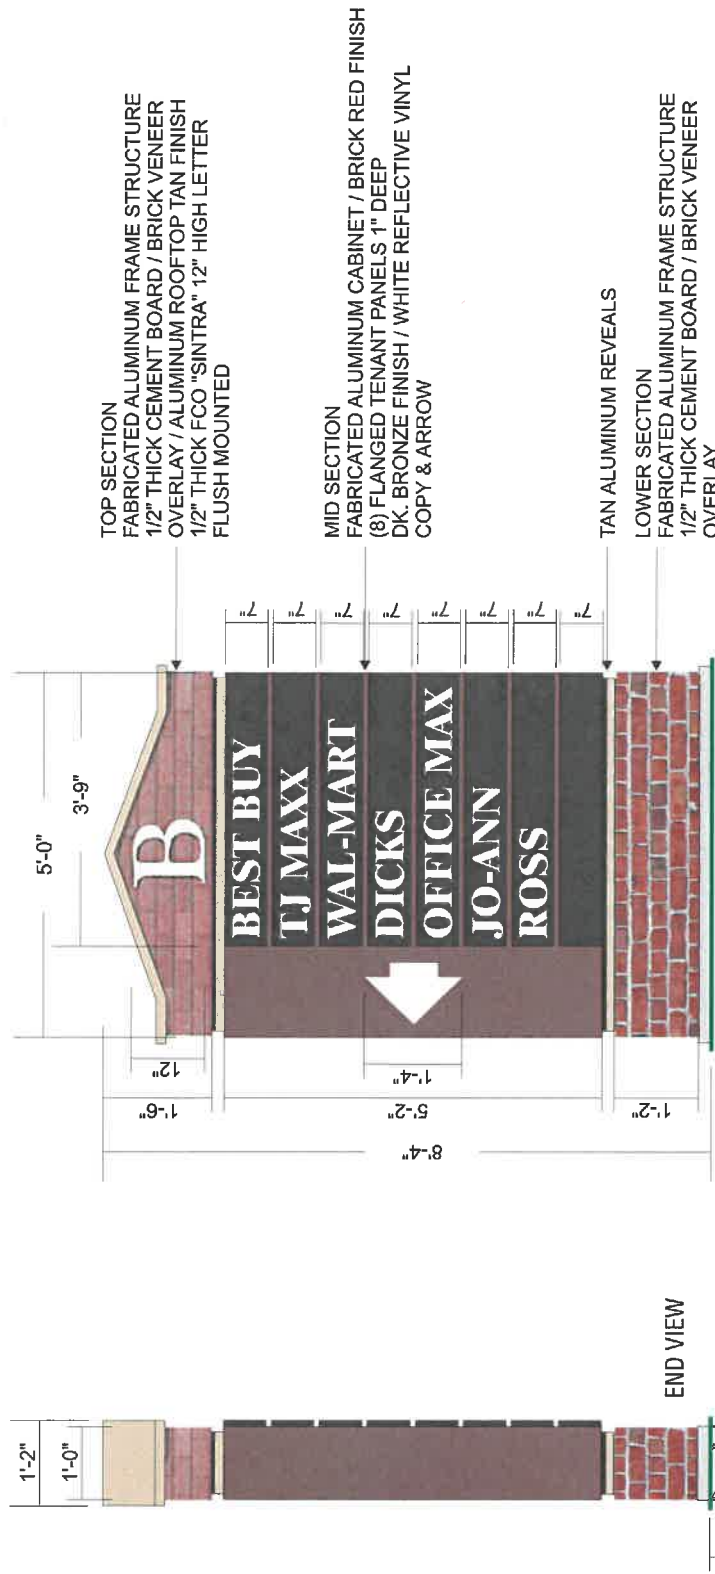 5'-0"
3'-9"
12"
1'-6"
5'-2"
1'-4"
1'-2"
8'-4"
B
BEST BUY
TJ MAXX
WAL-MART
DICKS
OFFICE MAX
JO-ANN
ROSS
7"
7"
7"
7"
7"
7"
7"
7"
TOP SECTION
FABRICATED ALUMINUM FRAME STRUCTURE
1/2" THICK CEMENT BOARD / BRICK VENEER
OVERLAY / ALUMINUM ROOFTOP TAN FINISH
1/2" THICK FCO "SINTRA" 12" HIGH LETTER
FLUSH MOUNTED
MID SECTION
FABRICATED ALUMINUM CABINET / BRICK RED FINISH
(8) FLANGED TENANT PANELS 1" DEEP
DK. BRONZE FINISH / WHITE REFLECTIVE VINYL
COPY & ARROW
TAN ALUMINUM REVEALS
LOWER SECTION
FABRICATED ALUMINUM FRAME STRUCTURE
1/2" THICK CEMENT BOARD / BRICK VENEER
OVERLAY
1'-2"
1'-0"
END VIEW